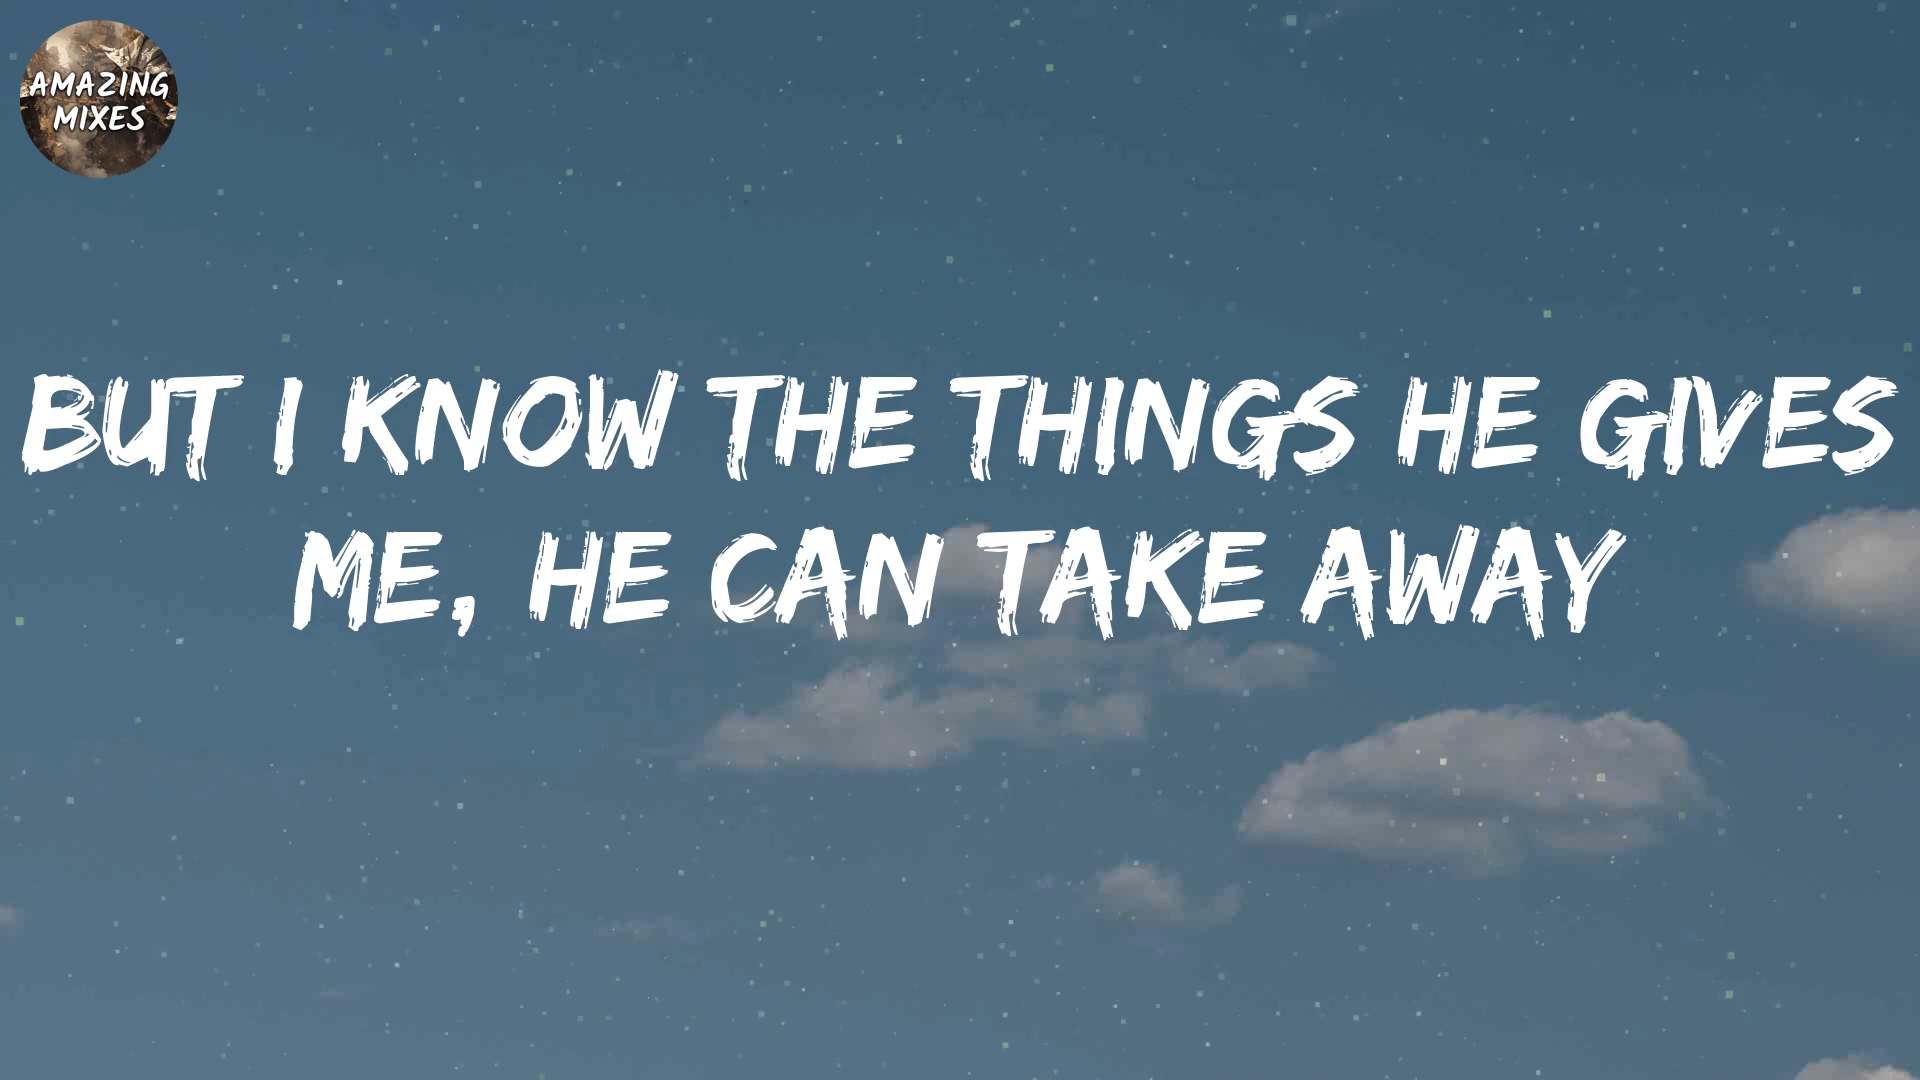 AMAZING
MIXES
BUT I KNOW THE THINGS HE GIVES
ME, HE CAN TAKE AWAY